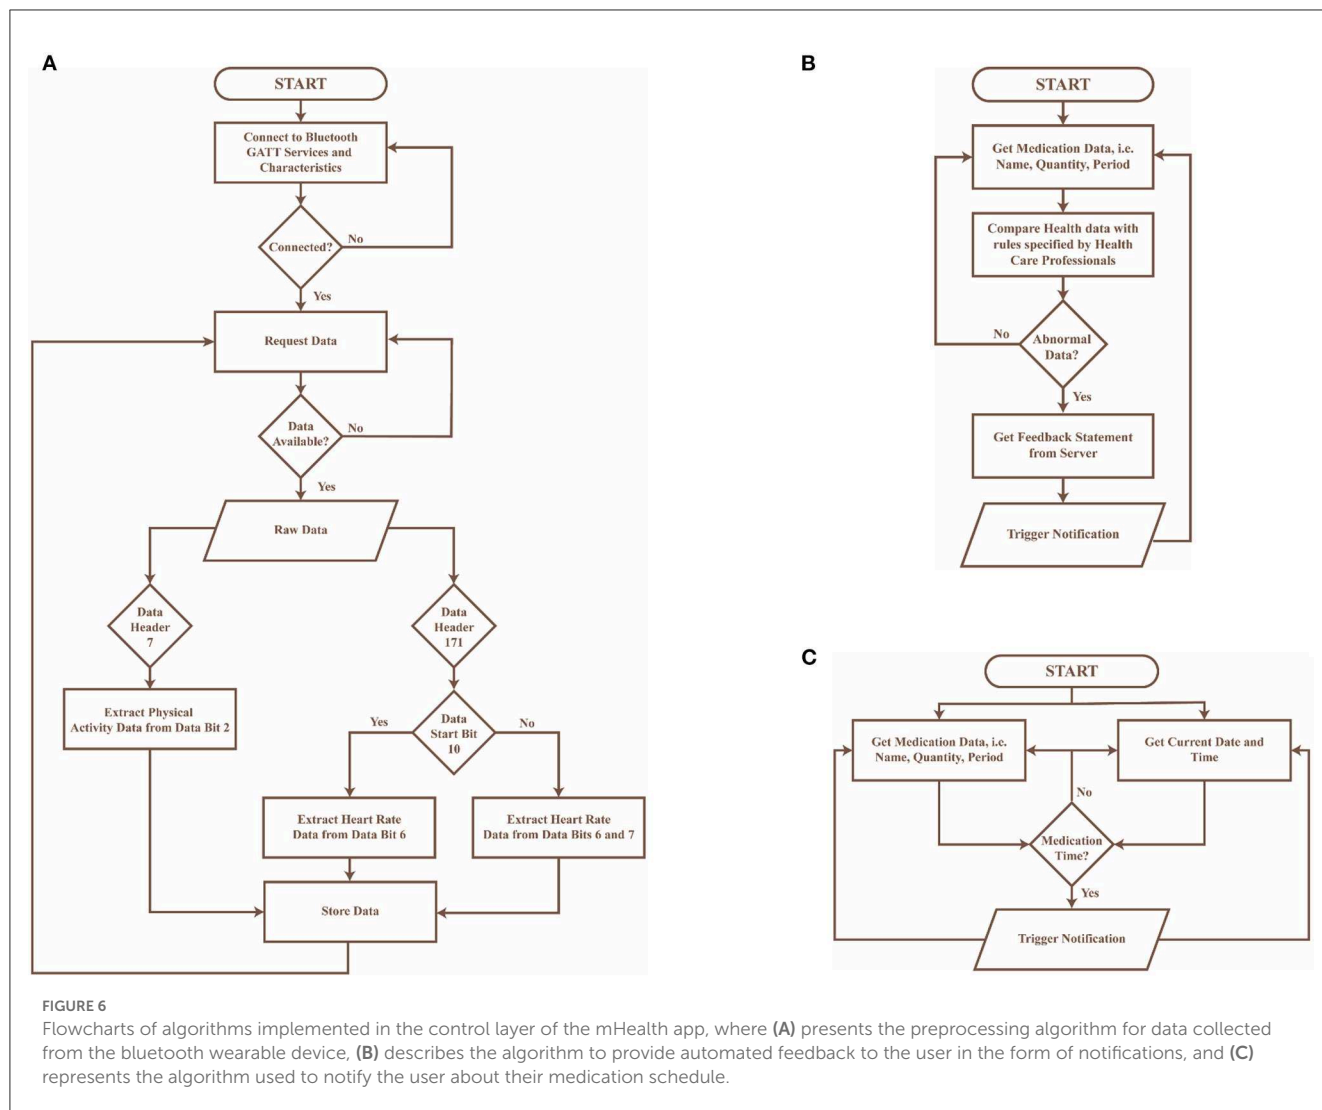 A
START
Connect to Bluetooth
GATT Services and
Characteristics
Connected?
No
Yes
Request Data
Data
Available?
No
Yes
Raw Data
Data
Header
7
Data
Header
171
Extract Physical
Activity Data from Data Bit 2
Yes
Data
Start Bit
10
No
Extract Heart Rate
Data from Data Bit 6
Extract Heart Rate
Data from Data Bits 6 and 7
Store Data
B
START
Get Medication Data, i.e.
Name, Quantity, Period
Compare Health data with
rules specified by Health
Care Professionals
No
Abnormal
Data?
Yes
Get Feedback Statement
from Server
Trigger Notification
C
START
Get Medication Data, i.e.
Name, Quantity, Period
Get Current Date and
Time
No
Medication
Time?
Yes
Trigger Notification
FIGURE 6
Flowcharts of algorithms implemented in the control layer of the mHealth app, where (A) presents the preprocessing algorithm for data collected
from the bluetooth wearable device, (B) describes the algorithm to provide automated feedback to the user in the form of notifications, and (C)
represents the algorithm used to notify the user about their medication schedule.